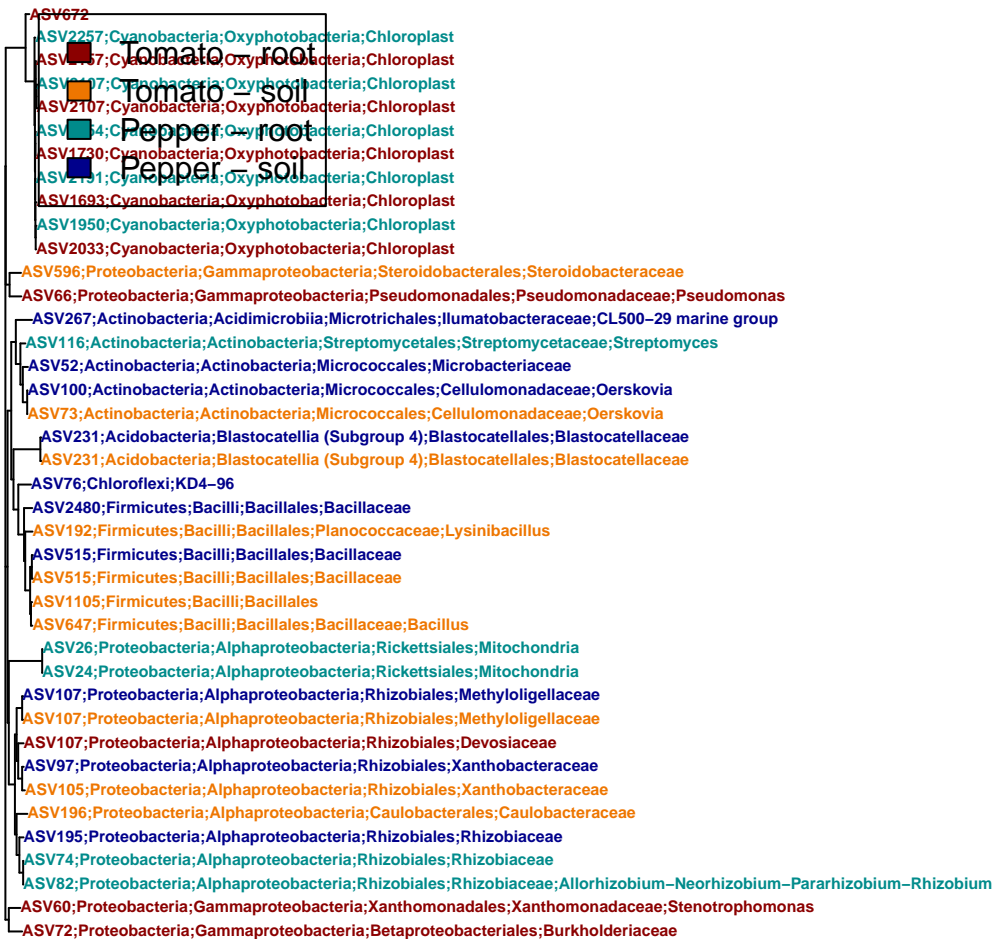 ASV672
ASV2257;Cyanobacteria;Oxyphotobacteria;Chloroplast
Cyanobacteria;Oxyphotobacteria;Chloroplast
Cyanobacteria;Oxyphotobacteria;Chloroplast
ASV2107;Cyanobacteria;Oxyphotobacteria;Chloroplast
Cyanobacteria;Oxyphotobacteria;Chloroplast
ASV1730;Cyanobacteria;Oxyphotobacteria;Chloroplast
ASV2191;Cyanobacteria;Oxyphotobacteria;Chloroplast
ASV1693;Cyanobacteria;Oxyphotobacteria;Chloroplast
ASV1950;Cyanobacteria;Oxyphotobacteria;Chloroplast
ASV2033;Cyanobacteria;Oxyphotobacteria;Chloroplast
Tomato – root
Tomato – soil
Pepper – root
Pepper – soil
ASV596;Proteobacteria;Gammaproteobacteria;Steroidobacterales;Steroidobacteraceae
ASV66;Proteobacteria;Gammaproteobacteria;Pseudomonadales;Pseudomonadaceae;Pseudomonas
ASV267;Actinobacteria;Acidimicrobiia;Microtrichales;Ilumatobacteraceae;CL500−29 marine group
ASV116;Actinobacteria;Actinobacteria;Streptomycetales;Streptomycetaceae;Streptomyces
ASV52;Actinobacteria;Actinobacteria;Micrococcales;Microbacteriaceae
ASV100;Actinobacteria;Actinobacteria;Micrococcales;Cellulomonadaceae;Oerskovia
ASV73;Actinobacteria;Actinobacteria;Micrococcales;Cellulomonadaceae;Oerskovia
ASV231;Acidobacteria;Blastocatellia (Subgroup 4);Blastocatellales;Blastocatellaceae
ASV231;Acidobacteria;Blastocatellia (Subgroup 4);Blastocatellales;Blastocatellaceae
ASV76;Chloroflexi;KD4−96
ASV2480;Firmicutes;Bacilli;Bacillales;Bacillaceae
ASV192;Firmicutes;Bacilli;Bacillales;Planococcaceae;Lysinibacillus
ASV515;Firmicutes;Bacilli;Bacillales;Bacillaceae
ASV515;Firmicutes;Bacilli;Bacillales;Bacillaceae
ASV1105;Firmicutes;Bacilli;Bacillales
ASV647;Firmicutes;Bacilli;Bacillales;Bacillaceae;Bacillus
ASV26;Proteobacteria;Alphaproteobacteria;Rickettsiales;Mitochondria
ASV24;Proteobacteria;Alphaproteobacteria;Rickettsiales;Mitochondria
ASV107;Proteobacteria;Alphaproteobacteria;Rhizobiales;Methyloligellaceae
ASV107;Proteobacteria;Alphaproteobacteria;Rhizobiales;Methyloligellaceae
ASV107;Proteobacteria;Alphaproteobacteria;Rhizobiales;Devosiaceae
ASV97;Proteobacteria;Alphaproteobacteria;Rhizobiales;Xanthobacteraceae
ASV105;Proteobacteria;Alphaproteobacteria;Rhizobiales;Xanthobacteraceae
ASV196;Proteobacteria;Alphaproteobacteria;Caulobacterales;Caulobacteraceae
ASV195;Proteobacteria;Alphaproteobacteria;Rhizobiales;Rhizobiaceae
ASV74;Proteobacteria;Alphaproteobacteria;Rhizobiales;Rhizobiaceae
ASV82;Proteobacteria;Alphaproteobacteria;Rhizobiales;Rhizobiaceae;Allorhizobium−Neorhizobium−Pararhizobium−Rhizobium
ASV60;Proteobacteria;Gammaproteobacteria;Xanthomonadales;Xanthomonadaceae;Stenotrophomonas
ASV72;Proteobacteria;Gammaproteobacteria;Betaproteobacteriales;Burkholderiaceae